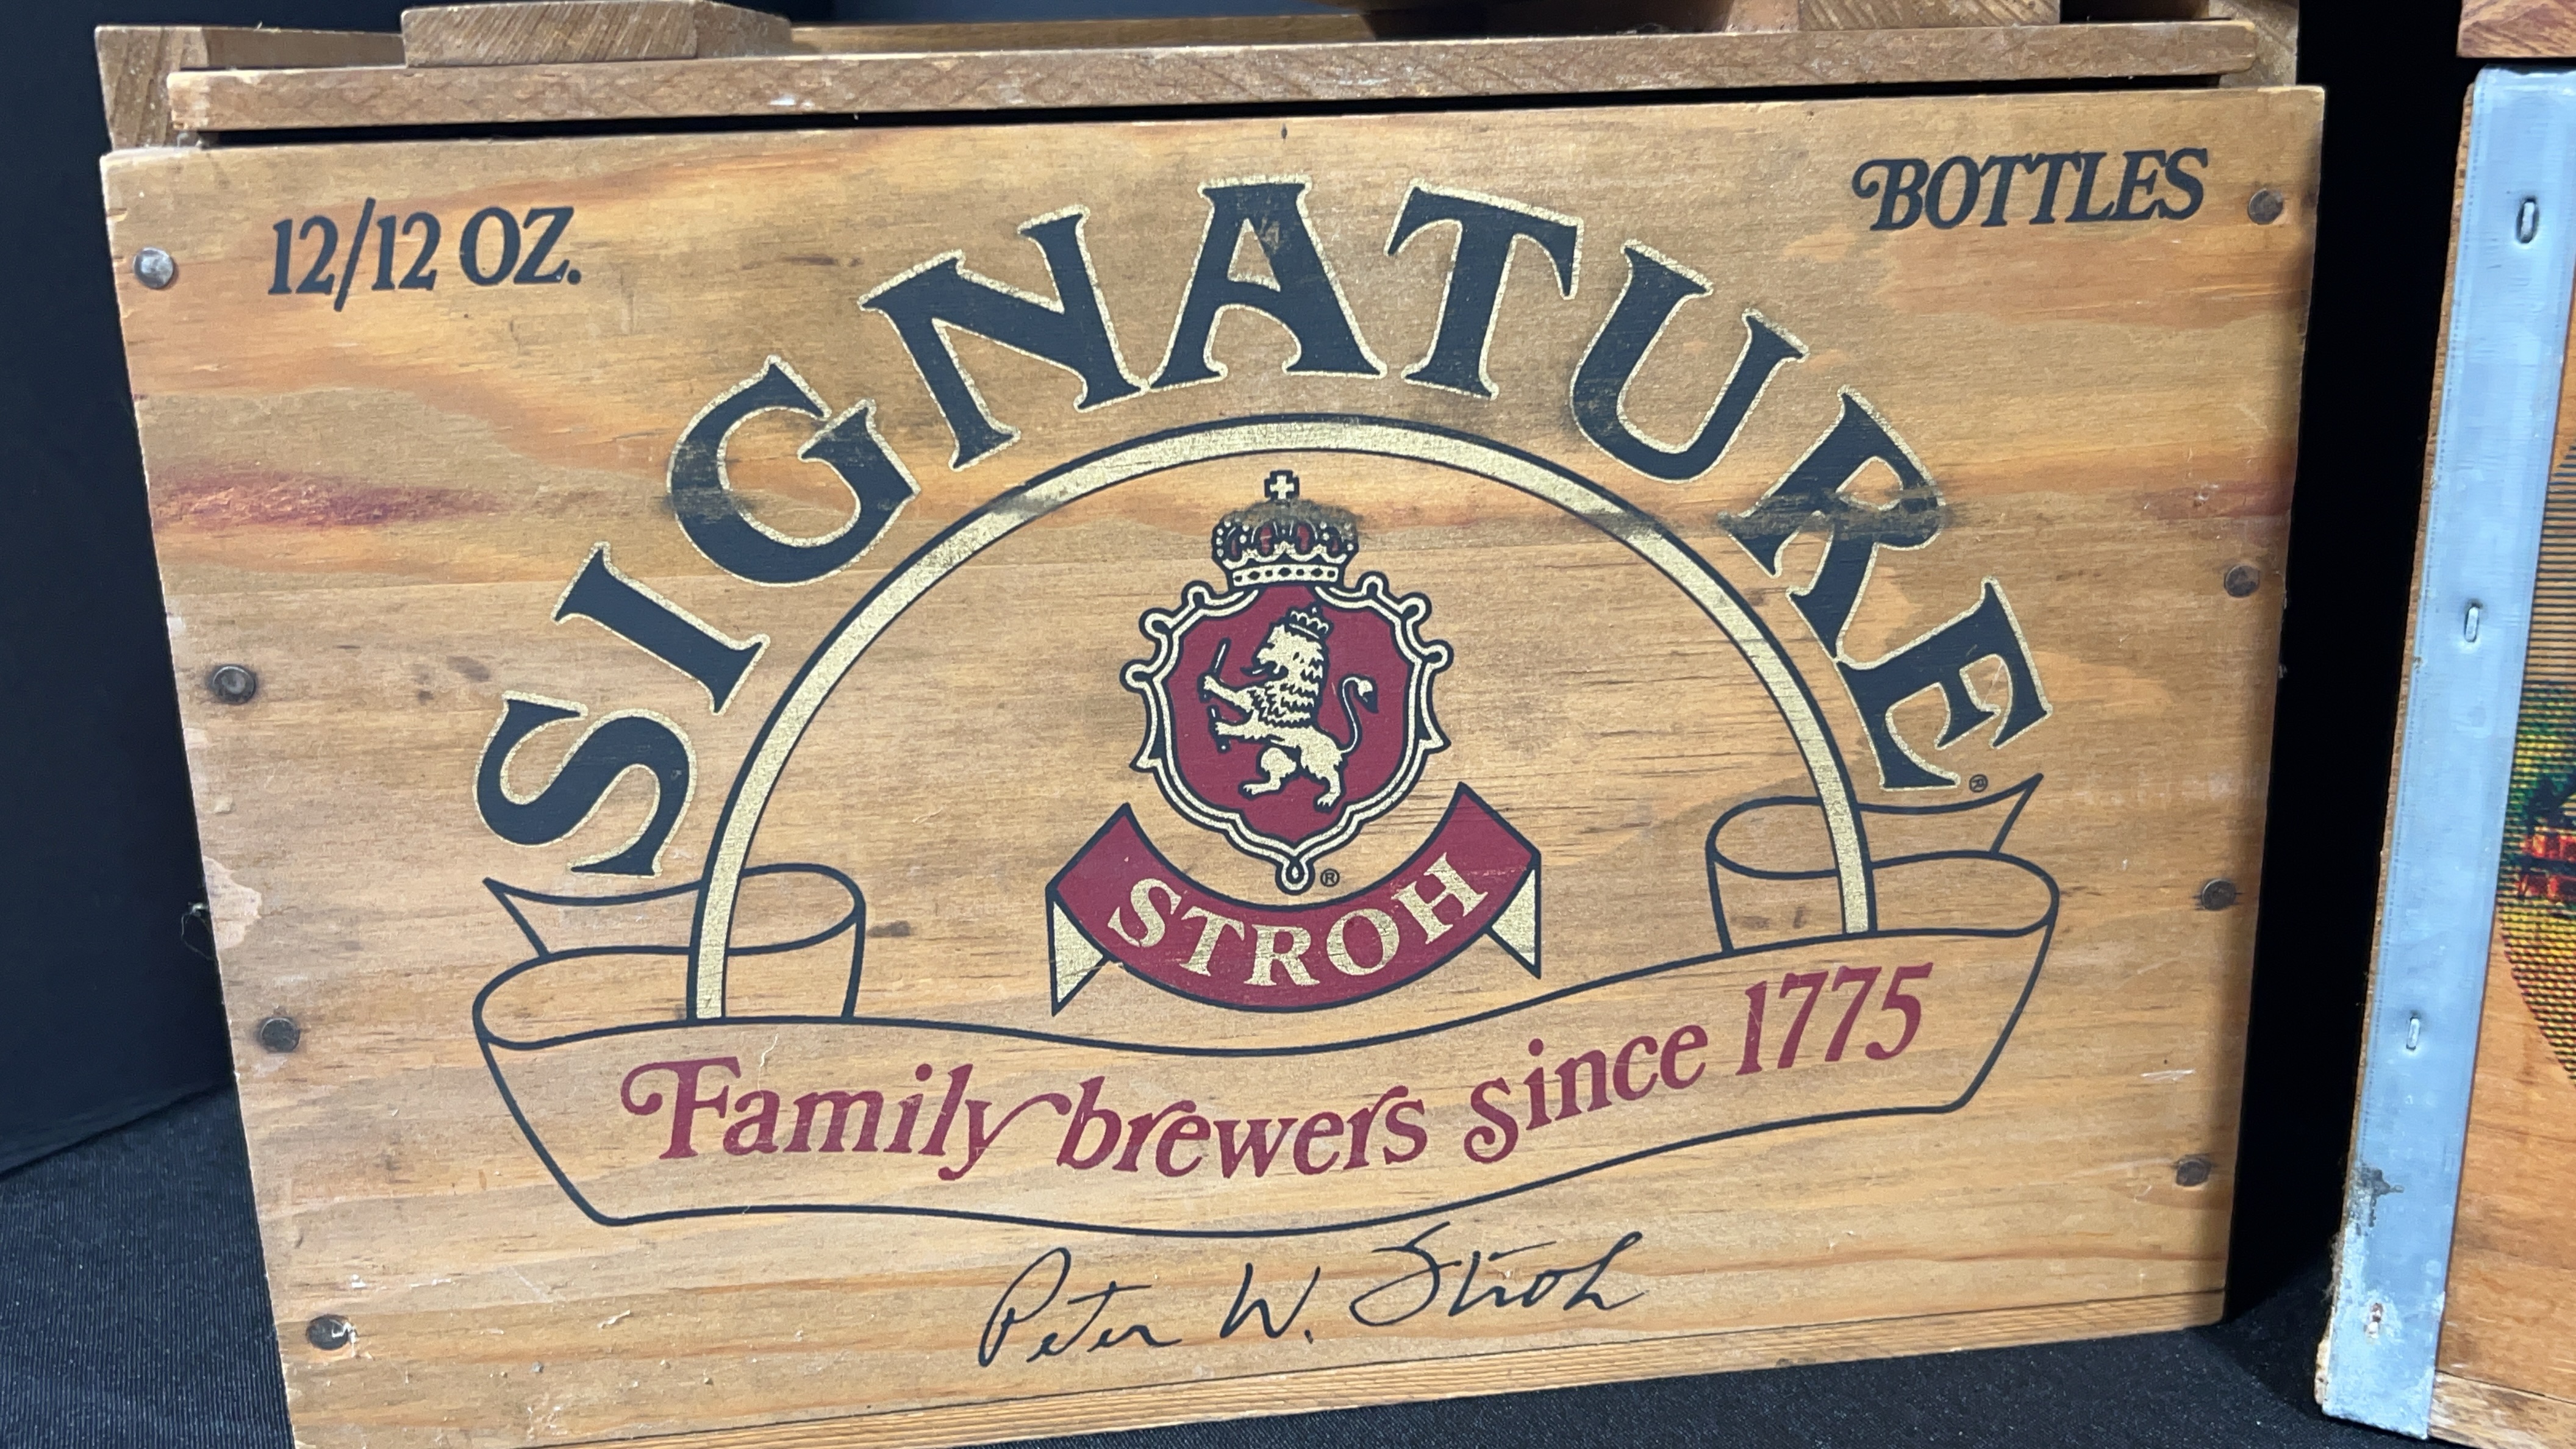 12/12 OZ.
BOTTLES
SIGNATURE®
®
STROH
Family brewers since 1775
Peter W. Stroh